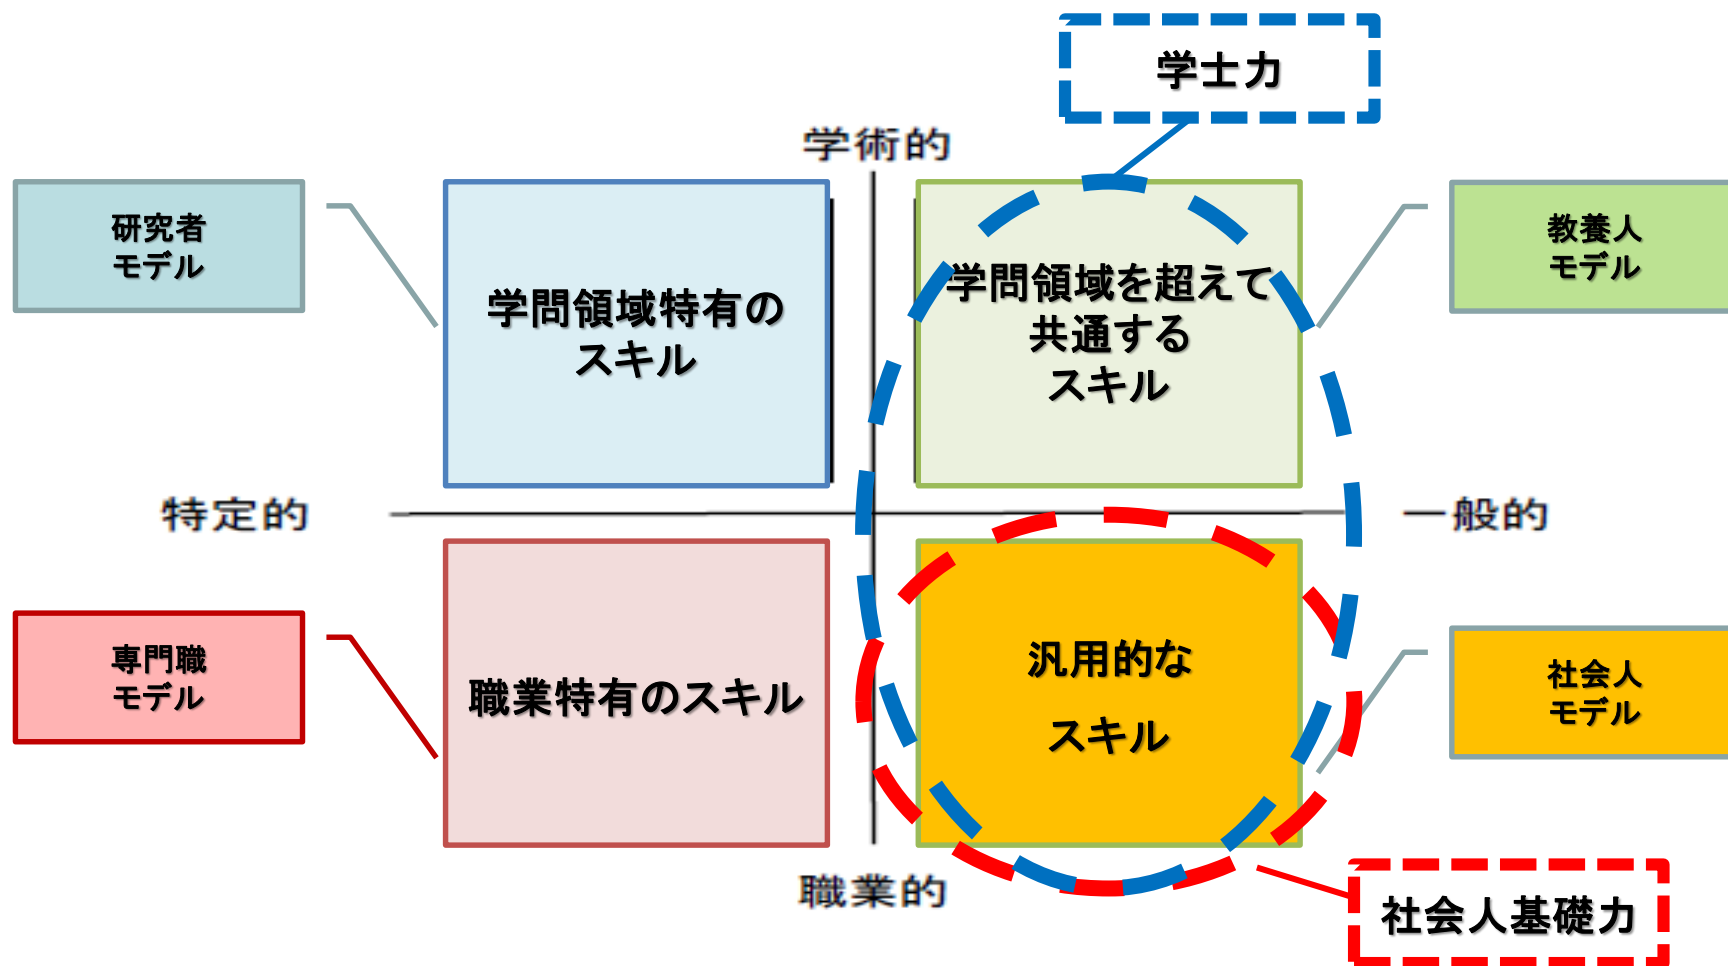 学士力
学術的
研究者
モデル
学問領域特有の
スキル
学問領域を超えて
共通する
スキル
教養人
モデル
特定的
一般的
専門職
モデル
職業特有のスキル
汎用的な
スキル
社会人
モデル
職業的
社会人基礎力